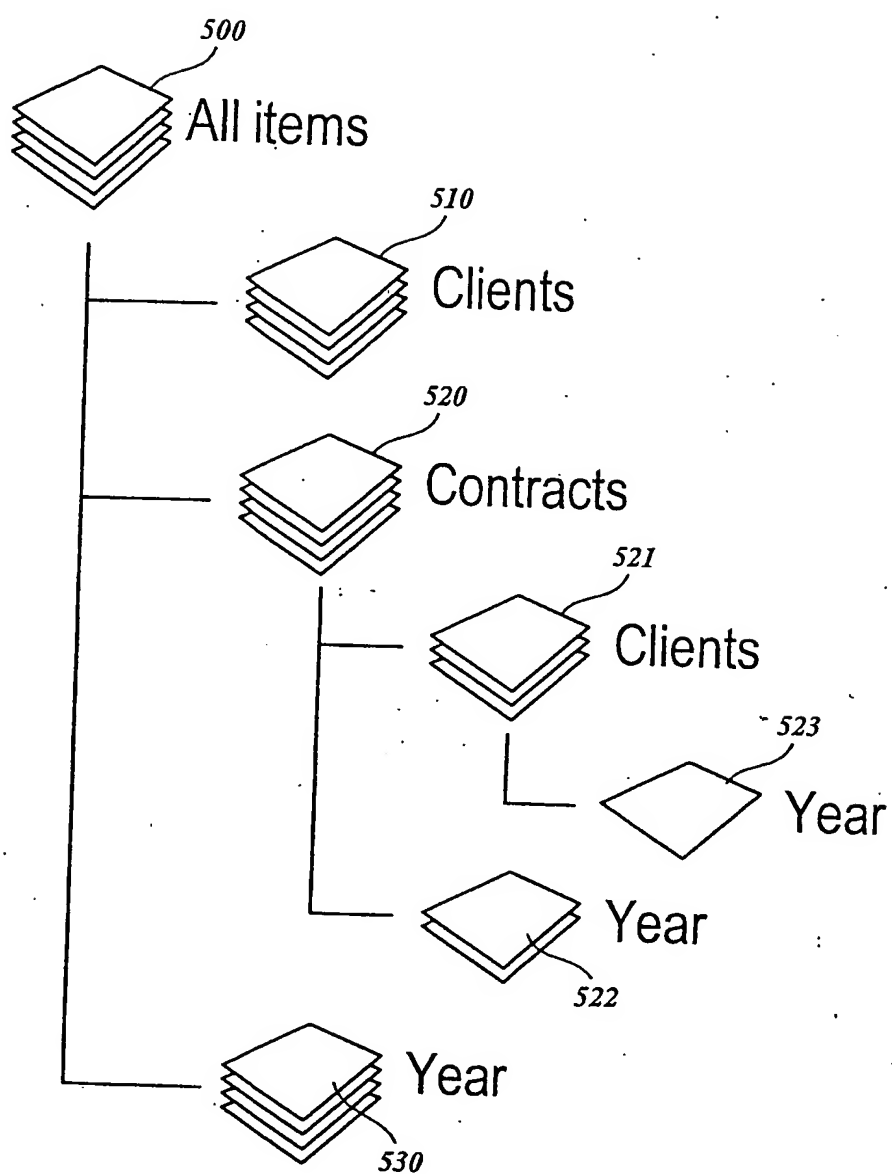 500
All items
510
Clients
520
Contracts
521
Clients
523
Year
Year
522
Year
530